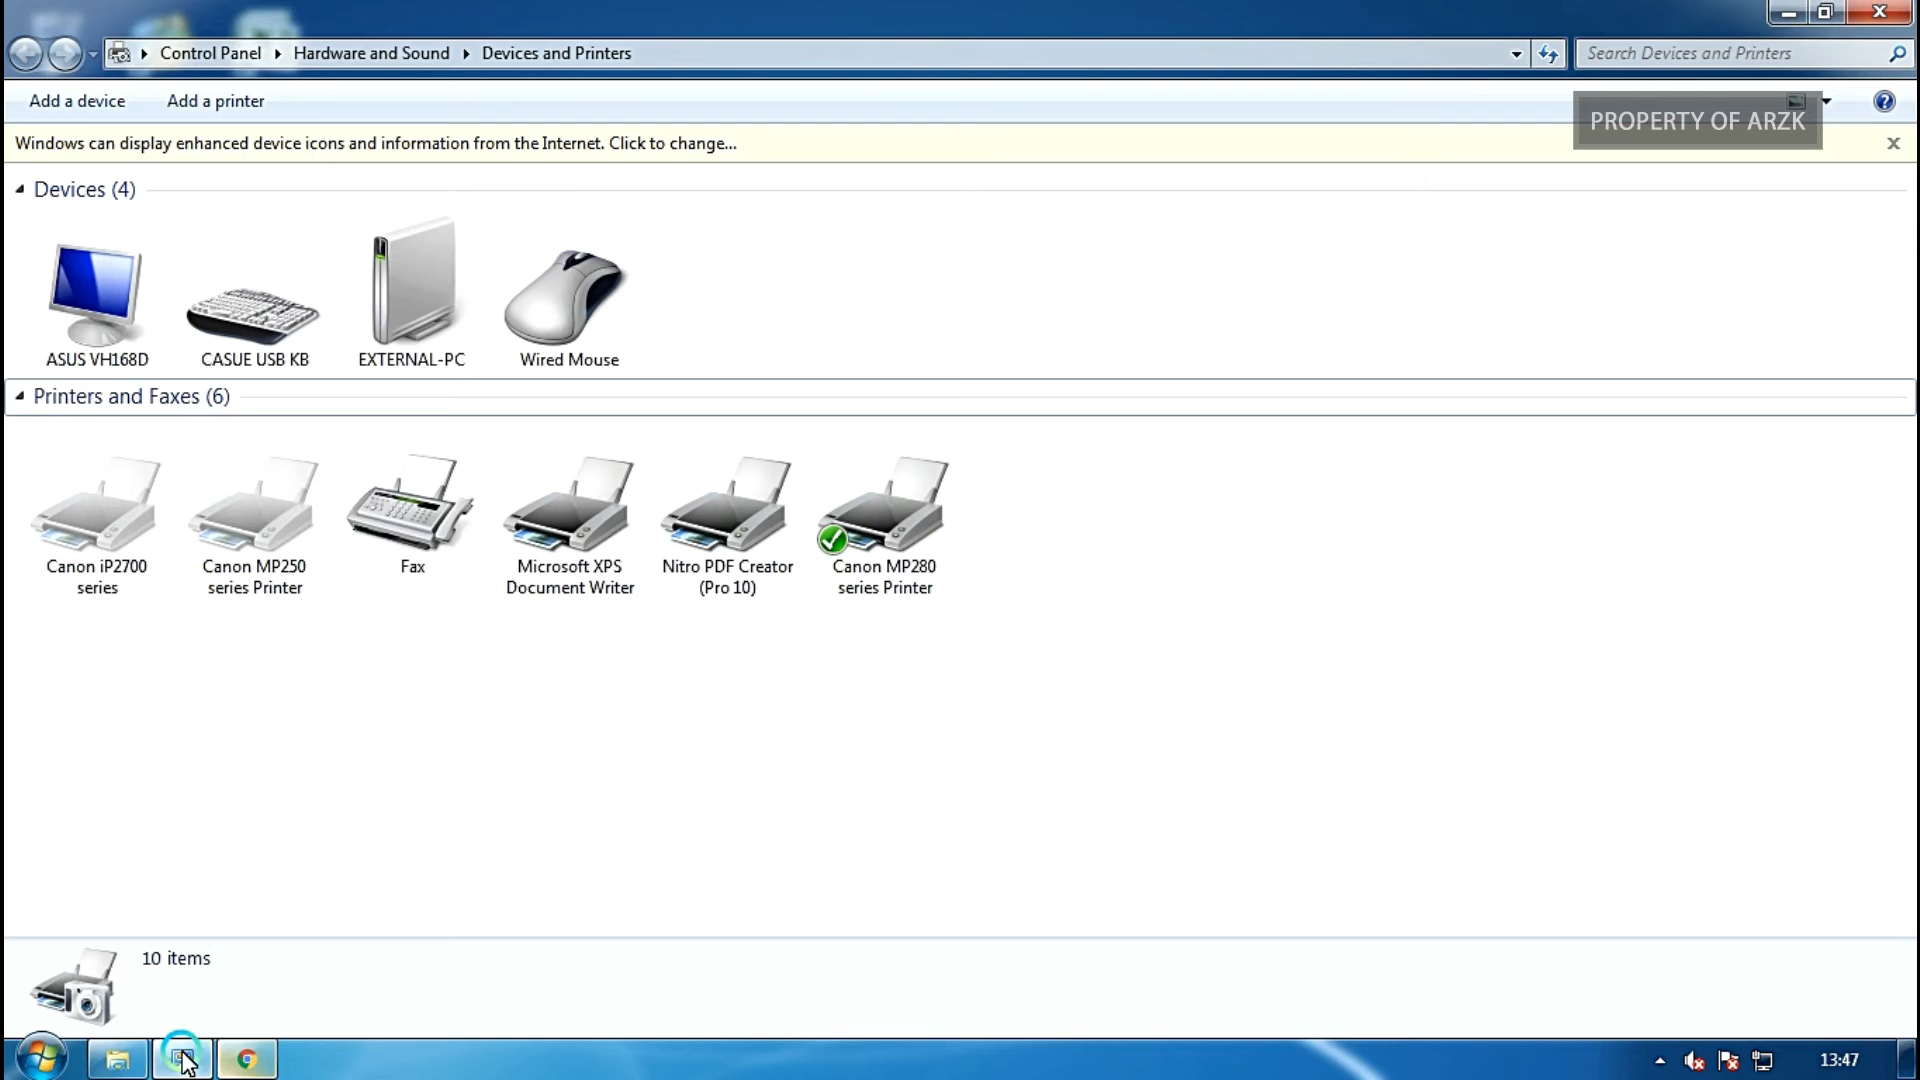 Control Panel Hardware and Sound Devices and Printers Search Devices and Printers
Add a device Add a printer
PROPERTY OF ARZK
Windows can display enhanced device icons and information from the Internet. Click to change...
Devices (4)
ASUS VH168D CASUE USB KB EXTERNAL-PC Wired Mouse
Printers and Faxes (6)
Canon iP2700 series
Canon MP250 series Printer
Fax
Microsoft XPS Document Writer
Nitro PDF Creator (Pro 10)
Canon MP280 series Printer
10 items
13:47